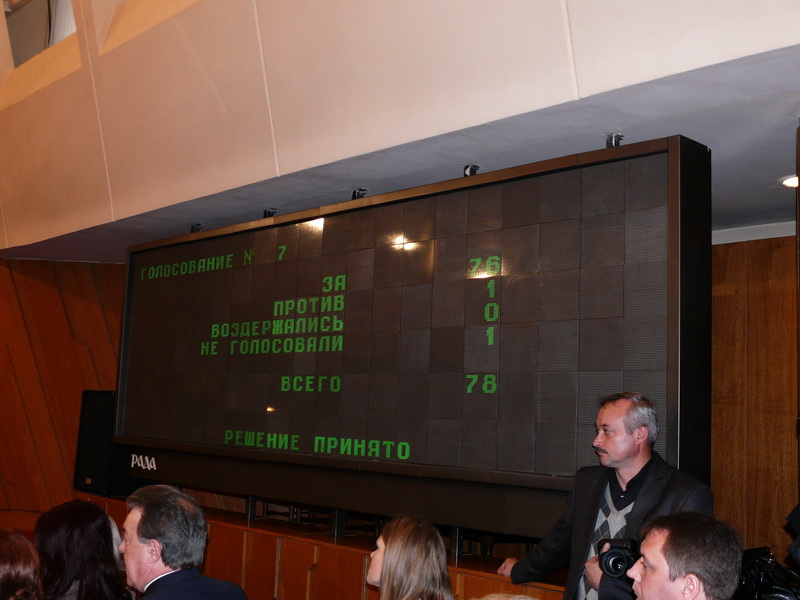 ГОЛОСОВАНИЕ № 7
ЗА 76
ПРОТИВ 1
ВОЗДЕРЖАЛИСЬ 0
НЕ ГОЛОСОВАЛИ 1
ВСЕГО 78
РЕШЕНИЕ ПРИНЯТО
РАДА